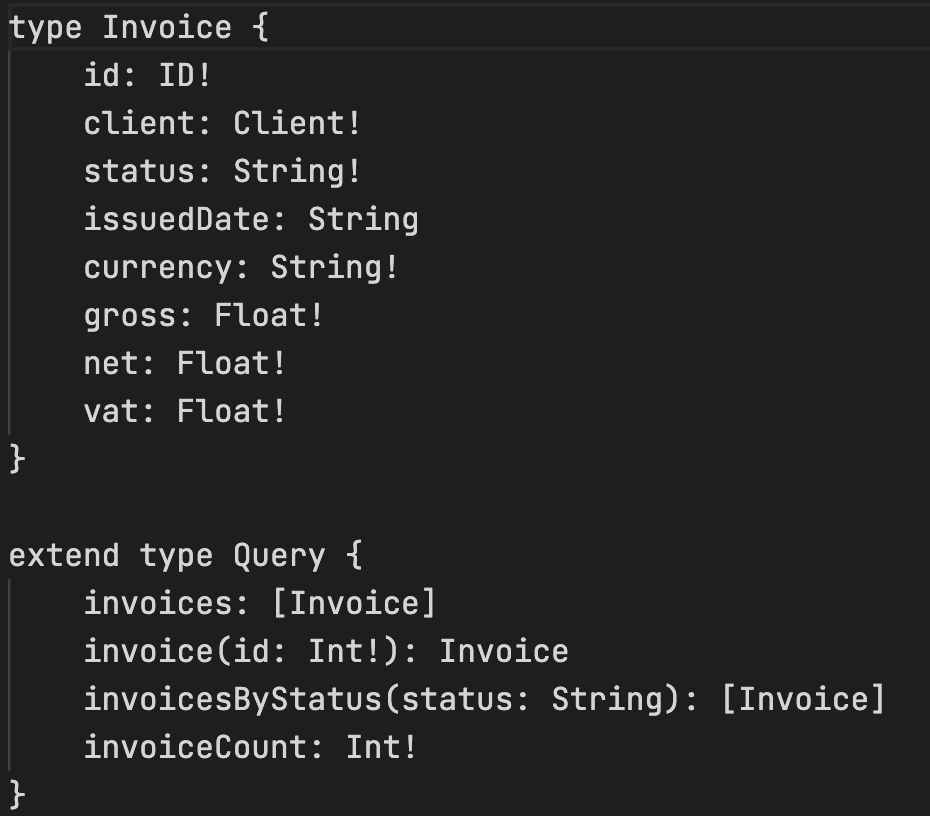 type Invoice {
    id: ID!
    client: Client!
    status: String!
    issuedDate: String
    currency: String!
    gross: Float!
    net: Float!
    vat: Float!
}

extend type Query {
    invoices: [Invoice]
    invoice(id: Int!): Invoice
    invoicesByStatus(status: String): [Invoice]
    invoiceCount: Int!
}